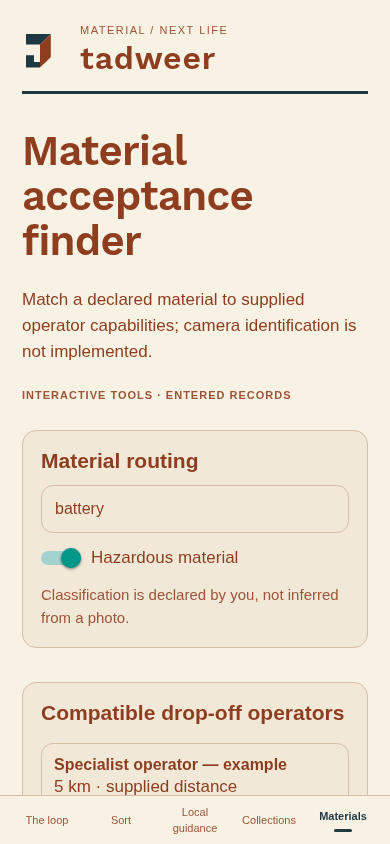 MATERIAL / NEXT LIFE
tadweer
Material
acceptance
finder
Match a declared material to supplied
operator capabilities; camera identification is
not implemented.
INTERACTIVE TOOLS · ENTERED RECORDS
Material routing
battery
Hazardous material
Classification is declared by you, not inferred
from a photo.
Compatible drop-off operators
Specialist operator — example
5 km · supplied distance
The loop
Sort
Local
guidance
Collections
Materials